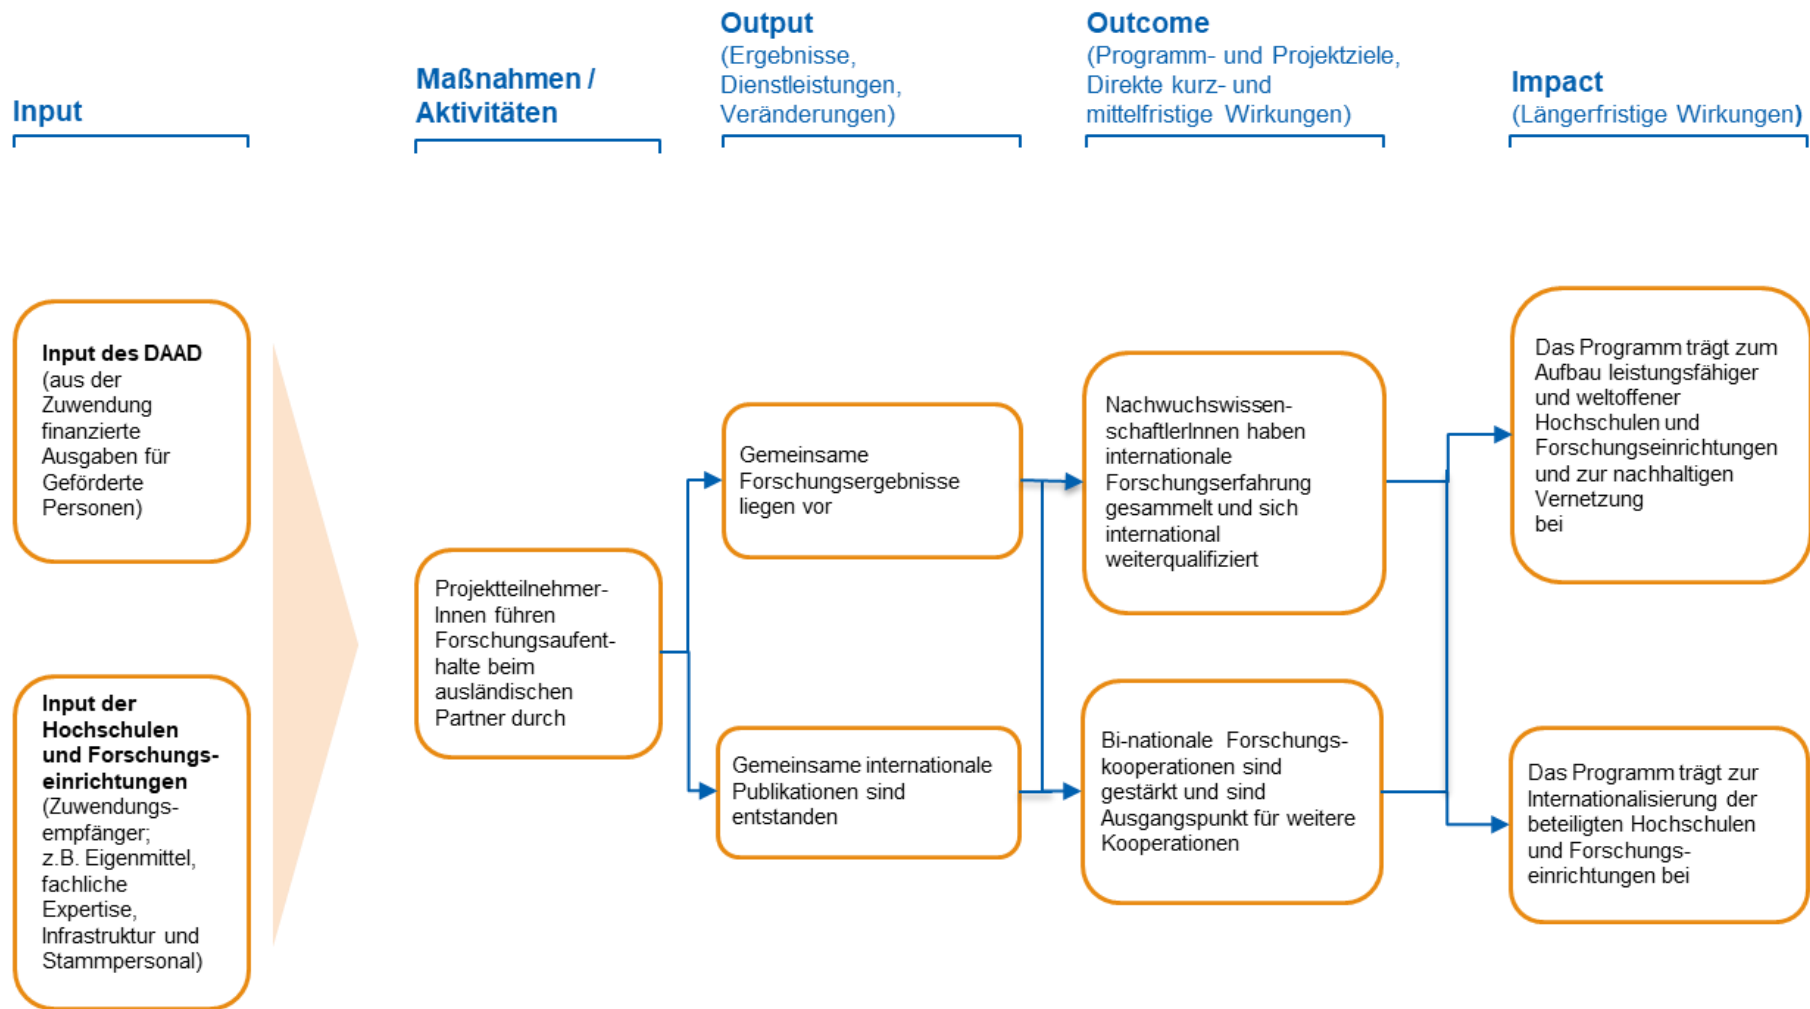 Input
Maßnahmen /
Aktivitäten
Output
(Ergebnisse,
Dienstleistungen,
Veränderungen)
Outcome
(Programm- und Projektziele,
Direkte kurz- und
mittelfristige Wirkungen)
Impact
(Längerfristige Wirkungen)
Input des DAAD
(aus der
Zuwendung
finanzierte
Ausgaben für
Geförderte
Personen)
Input der
Hochschulen
und Forschungs-
einrichtungen
(Zuwendungs-
empfänger;
z.B. Eigenmittel,
fachliche
Expertise,
Infrastruktur und
Stammpersonal)
Projektteilnehmer-
Innen führen
Forschungsaufent-
halte beim
ausländischen
Partner durch
Gemeinsame
Forschungsergebnisse
liegen vor
Gemeinsame internationale
Publikationen sind
entstanden
Nachwuchswissen-
schaftlerInnen haben
internationale
Forschungserfahrung
gesammelt und sich
international
weiterqualifiziert
Bi-nationale Forschungs-
kooperationen sind
gestärkt und sind
Ausgangspunkt für weitere
Kooperationen
Das Programm trägt zum
Aufbau leistungsfähiger
und weltoffener
Hochschulen und
Forschungseinrichtungen
und zur nachhaltigen
Vernetzung
bei
Das Programm trägt zur
Internationalisierung der
beteiligten Hochschulen
und Forschungs-
einrichtungen bei